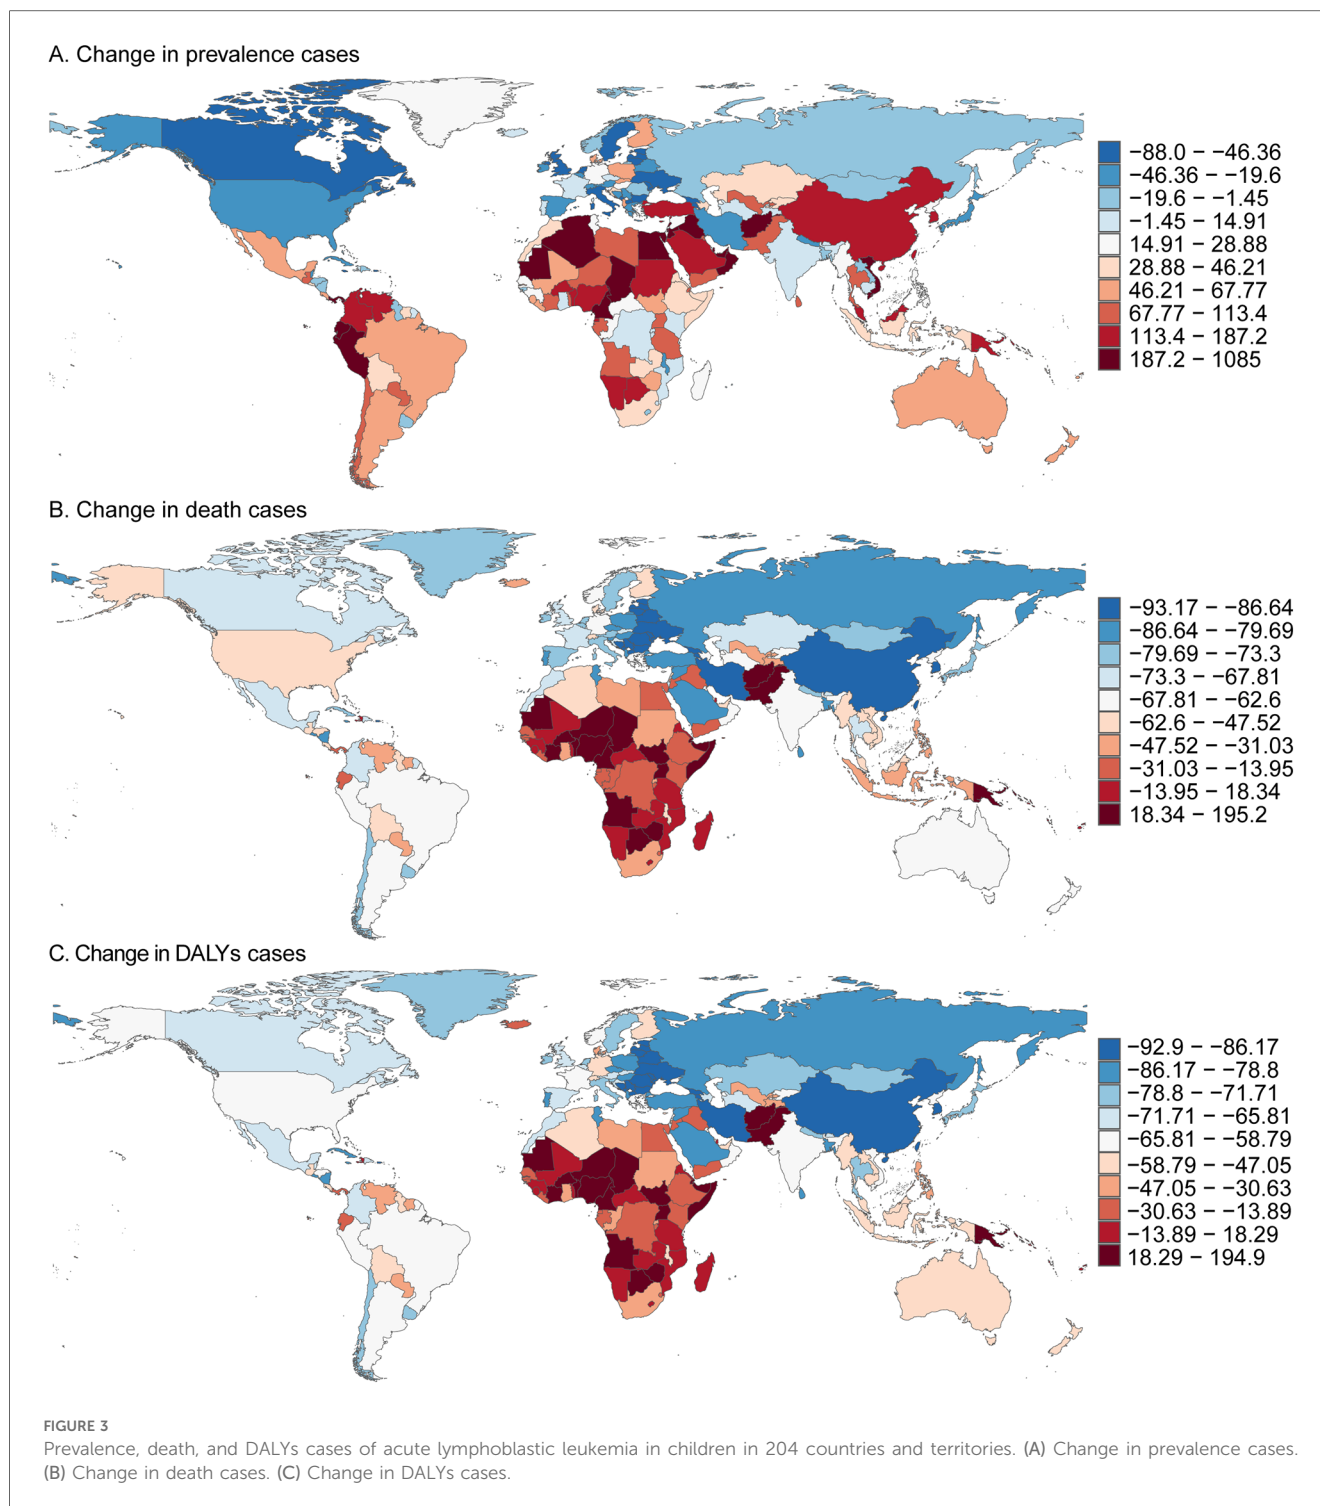 A. Change in prevalence cases
−88.0 – −46.36
−46.36 – −19.6
−19.6 – −1.45
−1.45 – 14.91
14.91 – 28.88
28.88 – 46.21
46.21 – 67.77
67.77 – 113.4
113.4 – 187.2
187.2 – 1085
B. Change in death cases
−93.17 – −86.64
−86.64 – −79.69
−79.69 – −73.3
−73.3 – −67.81
−67.81 – −62.6
−62.6 – −47.52
−47.52 – −31.03
−31.03 – −13.95
−13.95 – 18.34
18.34 – 195.2
C. Change in DALYs cases
−92.9 – −86.17
−86.17 – −78.8
−78.8 – −71.71
−71.71 – −65.81
−65.81 – −58.79
−58.79 – −47.05
−47.05 – −30.63
−30.63 – −13.89
−13.89 – 18.29
18.29 – 194.9
FIGURE 3
Prevalence, death, and DALYs cases of acute lymphoblastic leukemia in children in 204 countries and territories. (A) Change in prevalence cases.
(B) Change in death cases. (C) Change in DALYs cases.